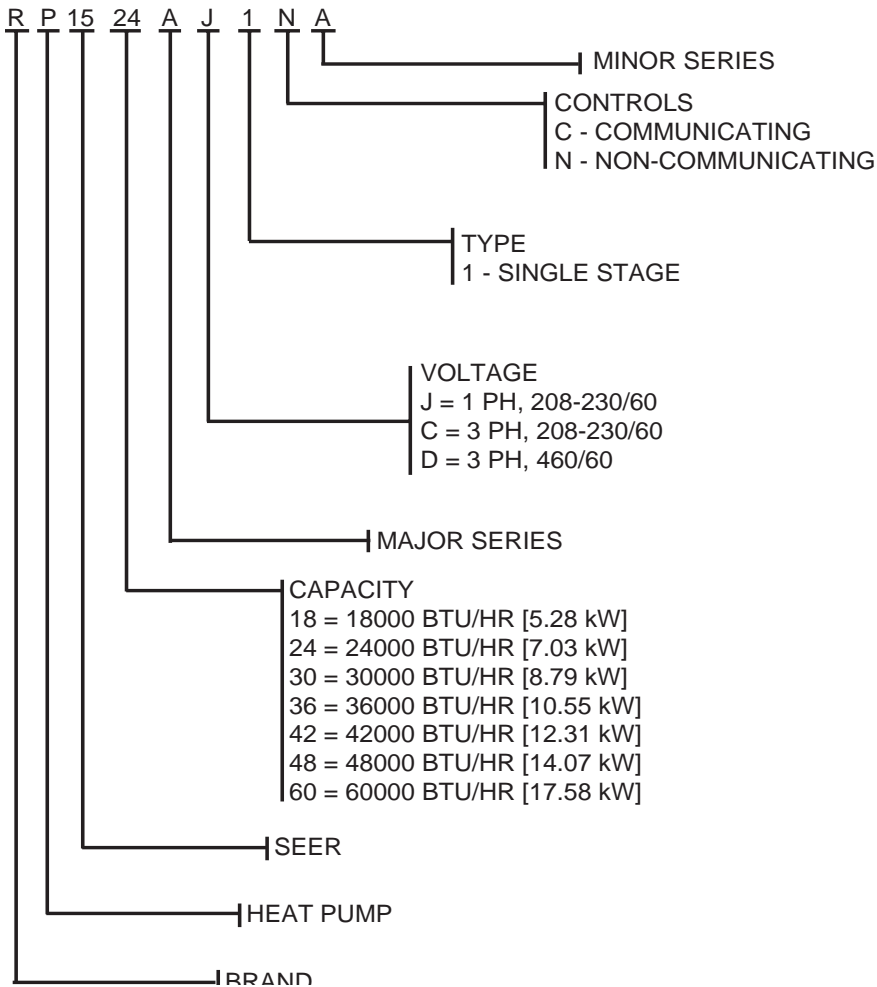 R P 15 24 A J 1 N A
MINOR SERIES
CONTROLS
C - COMMUNICATING
N - NON-COMMUNICATING
TYPE
1 - SINGLE STAGE
VOLTAGE
J = 1 PH, 208-230/60
C = 3 PH, 208-230/60
D = 3 PH, 460/60
MAJOR SERIES
CAPACITY
18 = 18000 BTU/HR [5.28 kW]
24 = 24000 BTU/HR [7.03 kW]
30 = 30000 BTU/HR [8.79 kW]
36 = 36000 BTU/HR [10.55 kW]
42 = 42000 BTU/HR [12.31 kW]
48 = 48000 BTU/HR [14.07 kW]
60 = 60000 BTU/HR [17.58 kW]
SEER
HEAT PUMP
BRAND